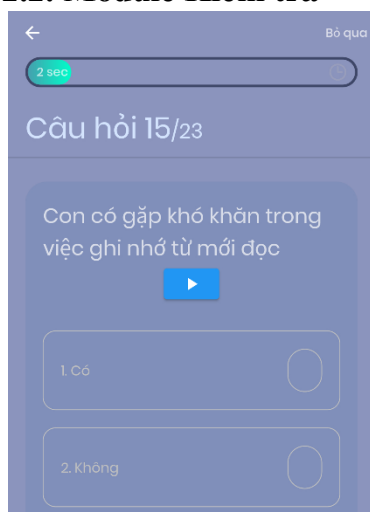 Bỏ qua
2 sec
Câu hỏi 15/23
Con có gặp khó khăn trong
việc ghi nhớ từ mới đọc
1. Có
2. Không